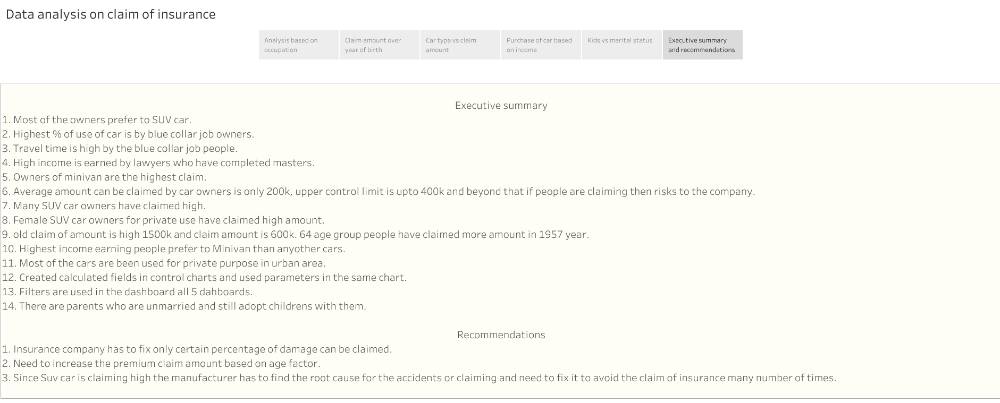 Data analysis on claim of insurance
Analysis based on
occupation
Claim amount over
year of birth
Car type vs claim
amount
Purchase of car based
on income
Kids vs marital status
Executive summary
and recommendations
Executive summary
1. Most of the owners prefer to SUV car.
2. Highest % of use of car is by blue collar job owners.
3. Travel time is high by the blue collar job people.
4. High income is earned by lawyers who have completed masters.
5. Owners of minivan are the highest claim.
6. Average amount can be claimed by car owners is only 200k, upper control limit is upto 400k and beyond that if people are claiming then risks to the company.
7. Many SUV car owners have claimed high.
8. Female SUV car owners for private use have claimed high amount.
9. old claim of amount is high 1500k and claim amount is 600k. 64 age group people have claimed more amount in 1957 year.
10. Highest income earning people prefer to Minivan than anyother cars.
11. Most of the cars are been used for private purpose in urban area.
12. Created calculated fields in control charts and used parameters in the same chart.
13. Filters are used in the dashboard all 5 dahboards.
14. There are parents who are unmarried and still adopt childrens with them.
Recommendations
1. Insurance company has to fix only certain percentage of damage can be claimed.
2. Need to increase the premium claim amount based on age factor.
3. Since Suv car is claiming high the manufacturer has to find the root cause for the accidents or claiming and need to fix it to avoid the claim of insurance many number of times.